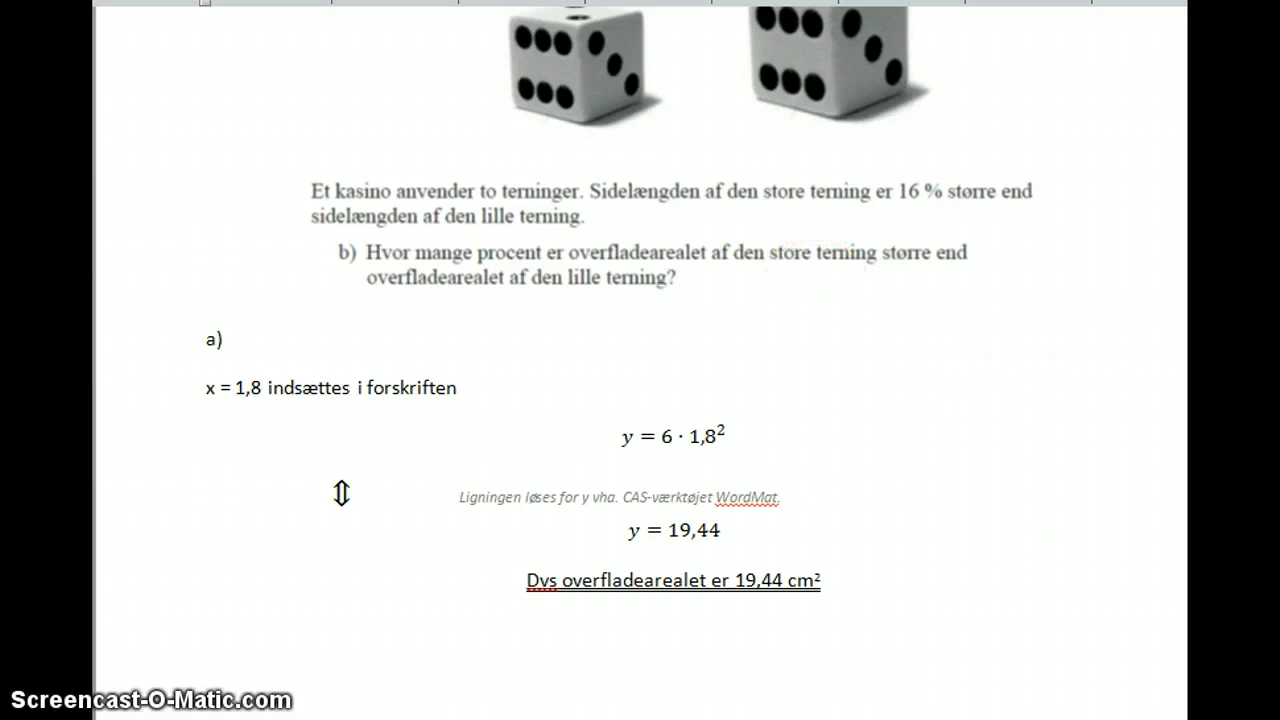 Et kasino anvender to terninger. Sidelængden af den store terning er 16 % større end
sidelængden af den lille terning.
b) Hvor mange procent er overfladearealet af den store terning større end
overfladearealet af den lille terning?
a)
x = 1,8 indsættes i forskriften
y = 6 · 1,8²
⇕ Ligningen løses for y vha. CAS-værktøjet WordMat.
y = 19,44
Dvs overfladearealet er 19,44 cm²
Screencast-O-Matic.com